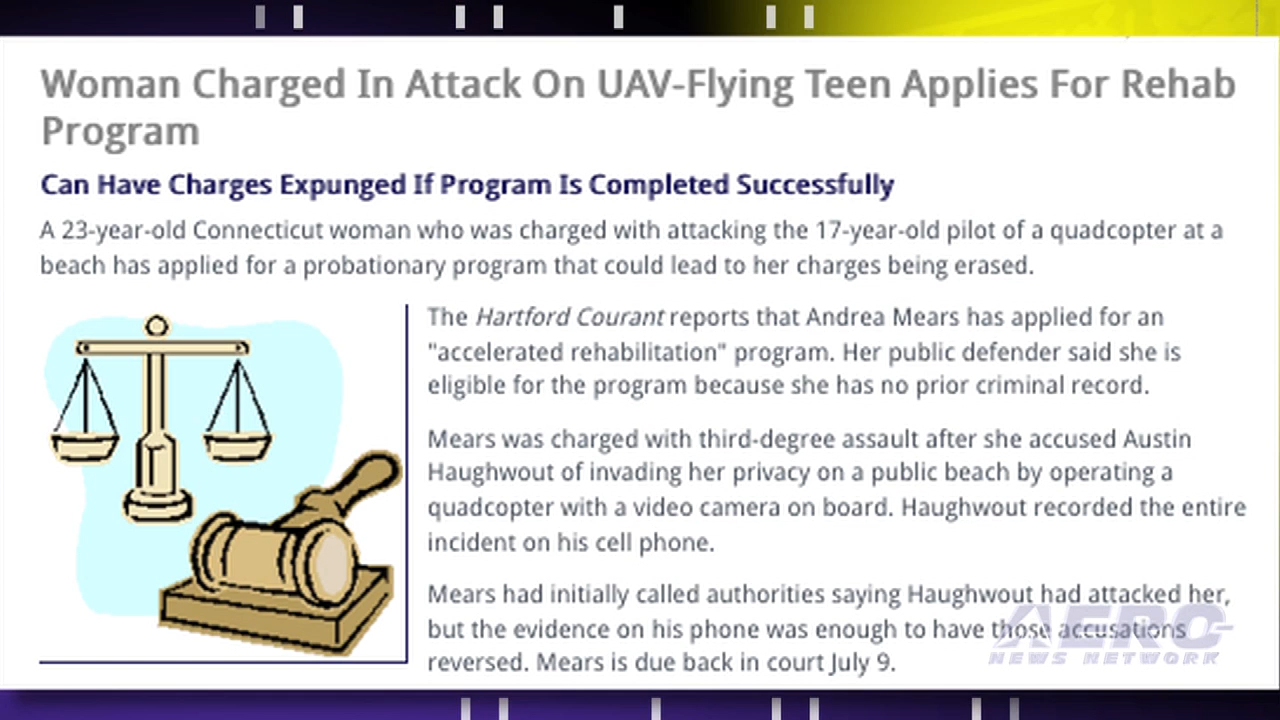 Woman Charged In Attack On UAV-Flying Teen Applies For Rehab
Program
Can Have Charges Expunged If Program Is Completed Successfully
A 23-year-old Connecticut woman who was charged with attacking the 17-year-old pilot of a quadcopter at a
beach has applied for a probationary program that could lead to her charges being erased.
The Hartford Courant reports that Andrea Mears has applied for an
"accelerated rehabilitation" program. Her public defender said she is
eligible for the program because she has no prior criminal record.
Mears was charged with third-degree assault after she accused Austin
Haughwout of invading her privacy on a public beach by operating a
quadcopter with a video camera on board. Haughwout recorded the entire
incident on his cell phone.
Mears had initially called authorities saying Haughwout had attacked her,
but the evidence on his phone was enough to have those accusations
reversed. Mears is due back in court July 9.
AERO
NEWS NETWORK